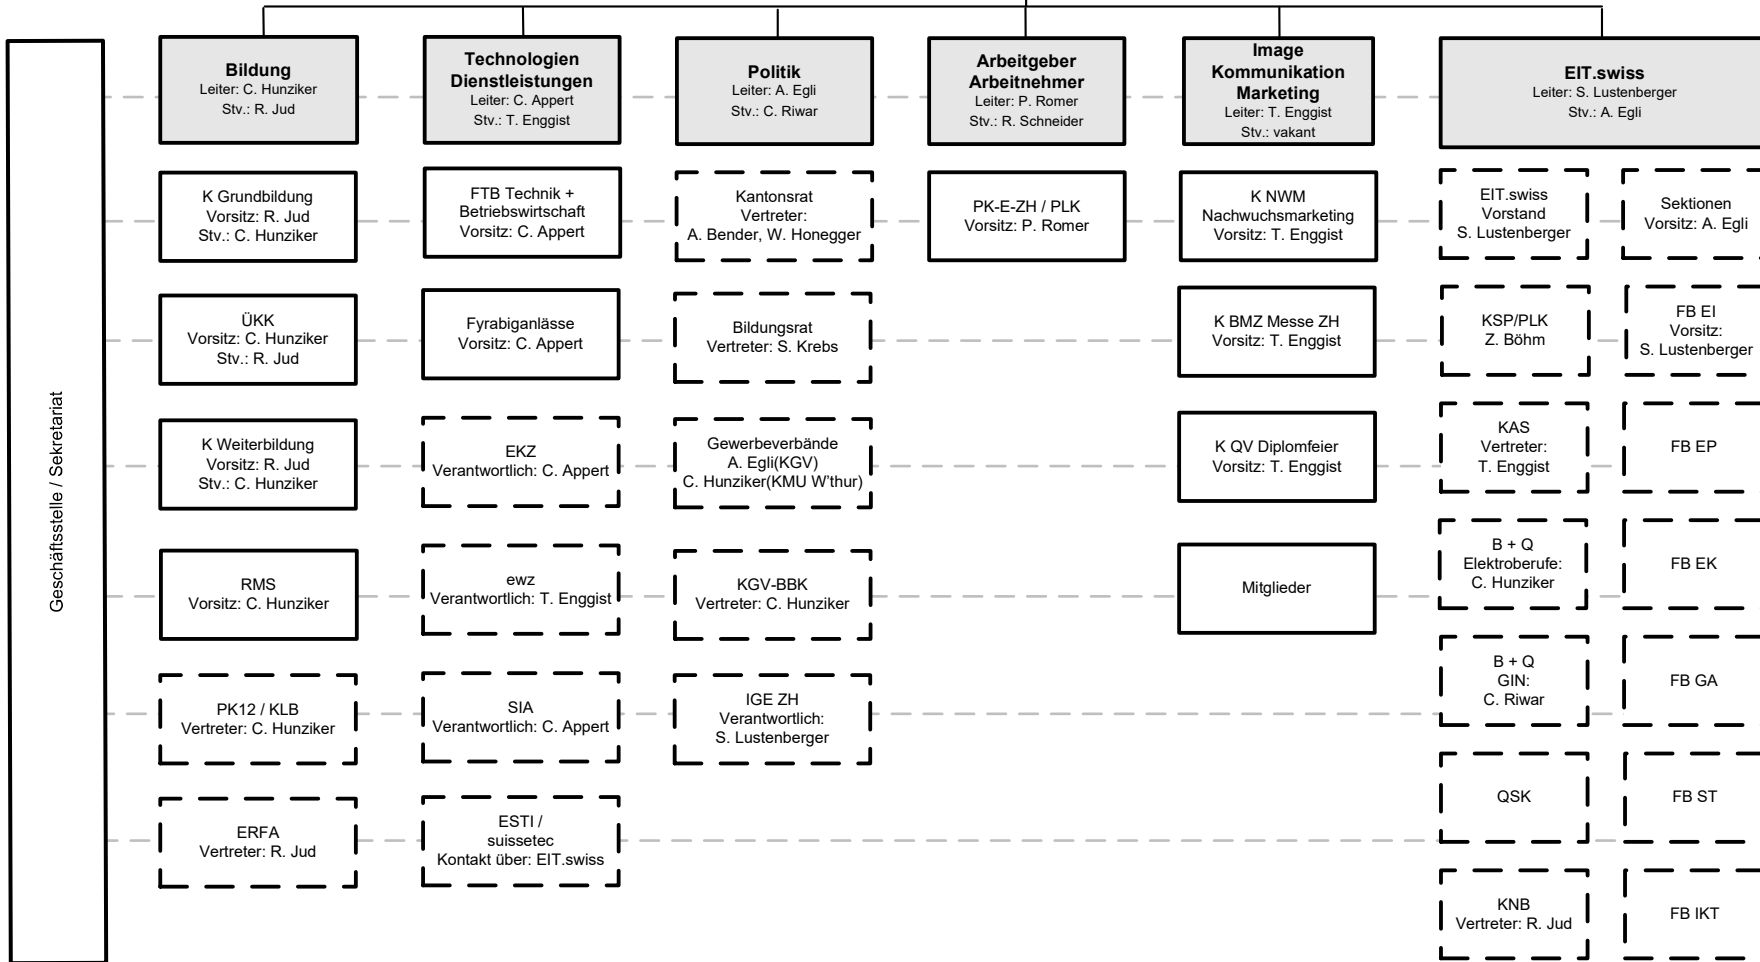 Geschäftsstelle / Sekretariat
Bildung
Leiter: C. Hunziker
Stv.: R. Jud
K Grundbildung
Vorsitz: R. Jud
Stv.: C. Hunziker
ÜKK
Vorsitz: C. Hunziker
Stv.: R. Jud
K Weiterbildung
Vorsitz: R. Jud
Stv.: C. Hunziker
RMS
Vorsitz: C. Hunziker
PK12 / KLB
Vertreter: C. Hunziker
ERFA
Vertreter: R. Jud
Technologien
Dienstleistungen
Leiter: C. Appert
Stv.: T. Enggist
FTB Technik +
Betriebswirtschaft
Vorsitz: C. Appert
Fyrabiganlässe
Vorsitz: C. Appert
EKZ
Verantwortlich: C. Appert
ewz
Verantwortlich: T. Enggist
SIA
Verantwortlich: C. Appert
ESTI /
suissetec
Kontakt über: EIT.swiss
Politik
Leiter: A. Egli
Stv.: C. Riwar
Kantonsrat
Vertreter:
A. Bender, W. Honegger
Bildungsrat
Vertreter: S. Krebs
Gewerbeverbände
A. Egli(KGV)
C. Hunziker(KMU W'thur)
KGV-BBK
Vertreter: C. Hunziker
IGE ZH
Verantwortlich:
S. Lustenberger
Arbeitgeber
Arbeitnehmer
Leiter: P. Romer
Stv.: R. Schneider
PK-E-ZH / PLK
Vorsitz: P. Romer
Image
Kommunikation
Marketing
Leiter: T. Enggist
Stv.: vakant
K NWM
Nachwuchsmarketing
Vorsitz: T. Enggist
K BMZ Messe ZH
Vorsitz: T. Enggist
K QV Diplomfeier
Vorsitz: T. Enggist
Mitglieder
EIT.swiss
Leiter: S. Lustenberger
Stv.: A. Egli
EIT.swiss
Vorstand
S. Lustenberger
KSP/PLK
Z. Böhm
KAS
Vertreter:
T. Enggist
B + Q
Elektroberufe:
C. Hunziker
B + Q
GIN:
C. Riwar
QSK
KNB
Vertreter: R. Jud
Sektionen
Vorsitz: A. Egli
FB EI
Vorsitz:
S. Lustenberger
FB EP
FB EK
FB GA
FB ST
FB IKT